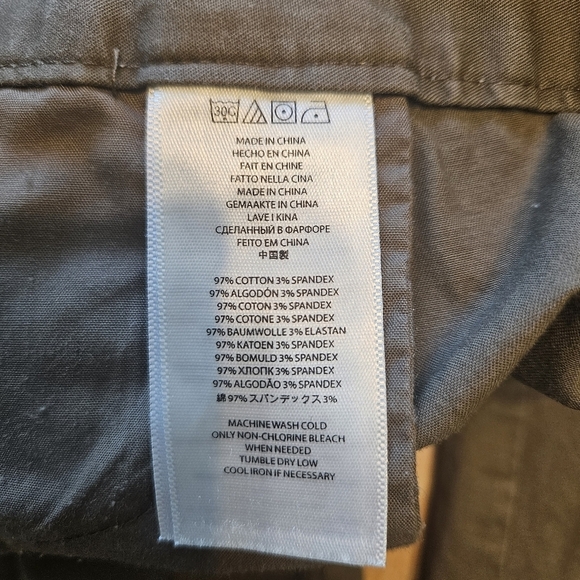 30C
MADE IN CHINA
HECHO EN CHINA
FAIT EN CHINE
FATTO NELLA CINA
MADE IN CHINA
GEMAAKTE IN CHINA
LAVE I KINA
СДЕЛАННЫЙ В ФАРФОРЕ
FEITO EM CHINA
中国製
97% COTTON 3% SPANDEX
97% ALGODÓN 3% SPANDEX
97% COTON 3% SPANDEX
97% COTONE 3% SPANDEX
97% BAUMWOLLE 3% ELASTAN
97% KATOEN 3% SPANDEX
97% BOMULD 3% SPANDEX
97% ХЛОПК 3% SPANDEX
97% ALGODÃO 3% SPANDEX
綿 97% スパンデックス 3%
MACHINE WASH COLD
ONLY NON-CHLORINE BLEACH
WHEN NEEDED
TUMBLE DRY LOW
COOL IRON IF NECESSARY